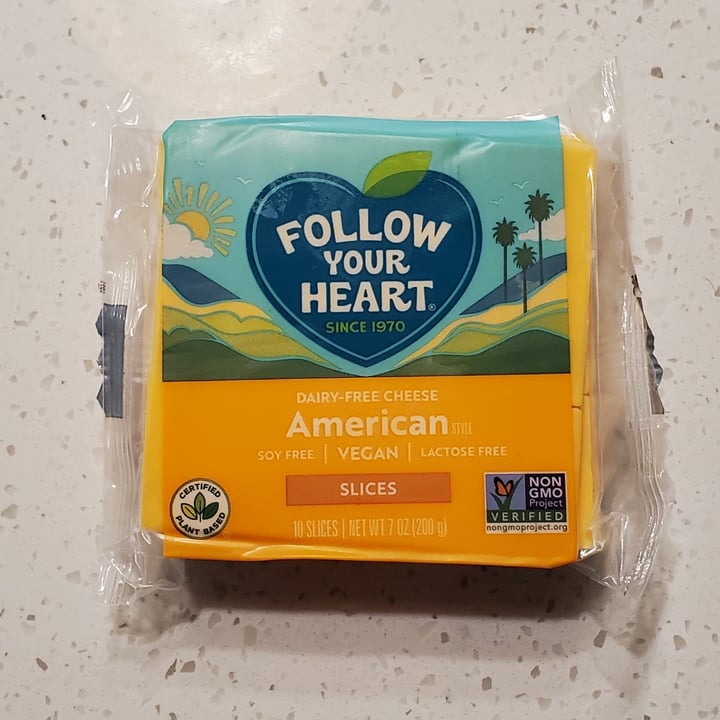 FOLLOW
YOUR
HEART®
SINCE 1970
DAIRY-FREE CHEESE
American STYLE
SOY FREE | VEGAN | LACTOSE FREE
SLICES
10 SLICES | NET WT 7 OZ (200 g)
CERTIFIED
PLANT BASED
NON
GMO
Project
VERIFIED
nongmoproject.org